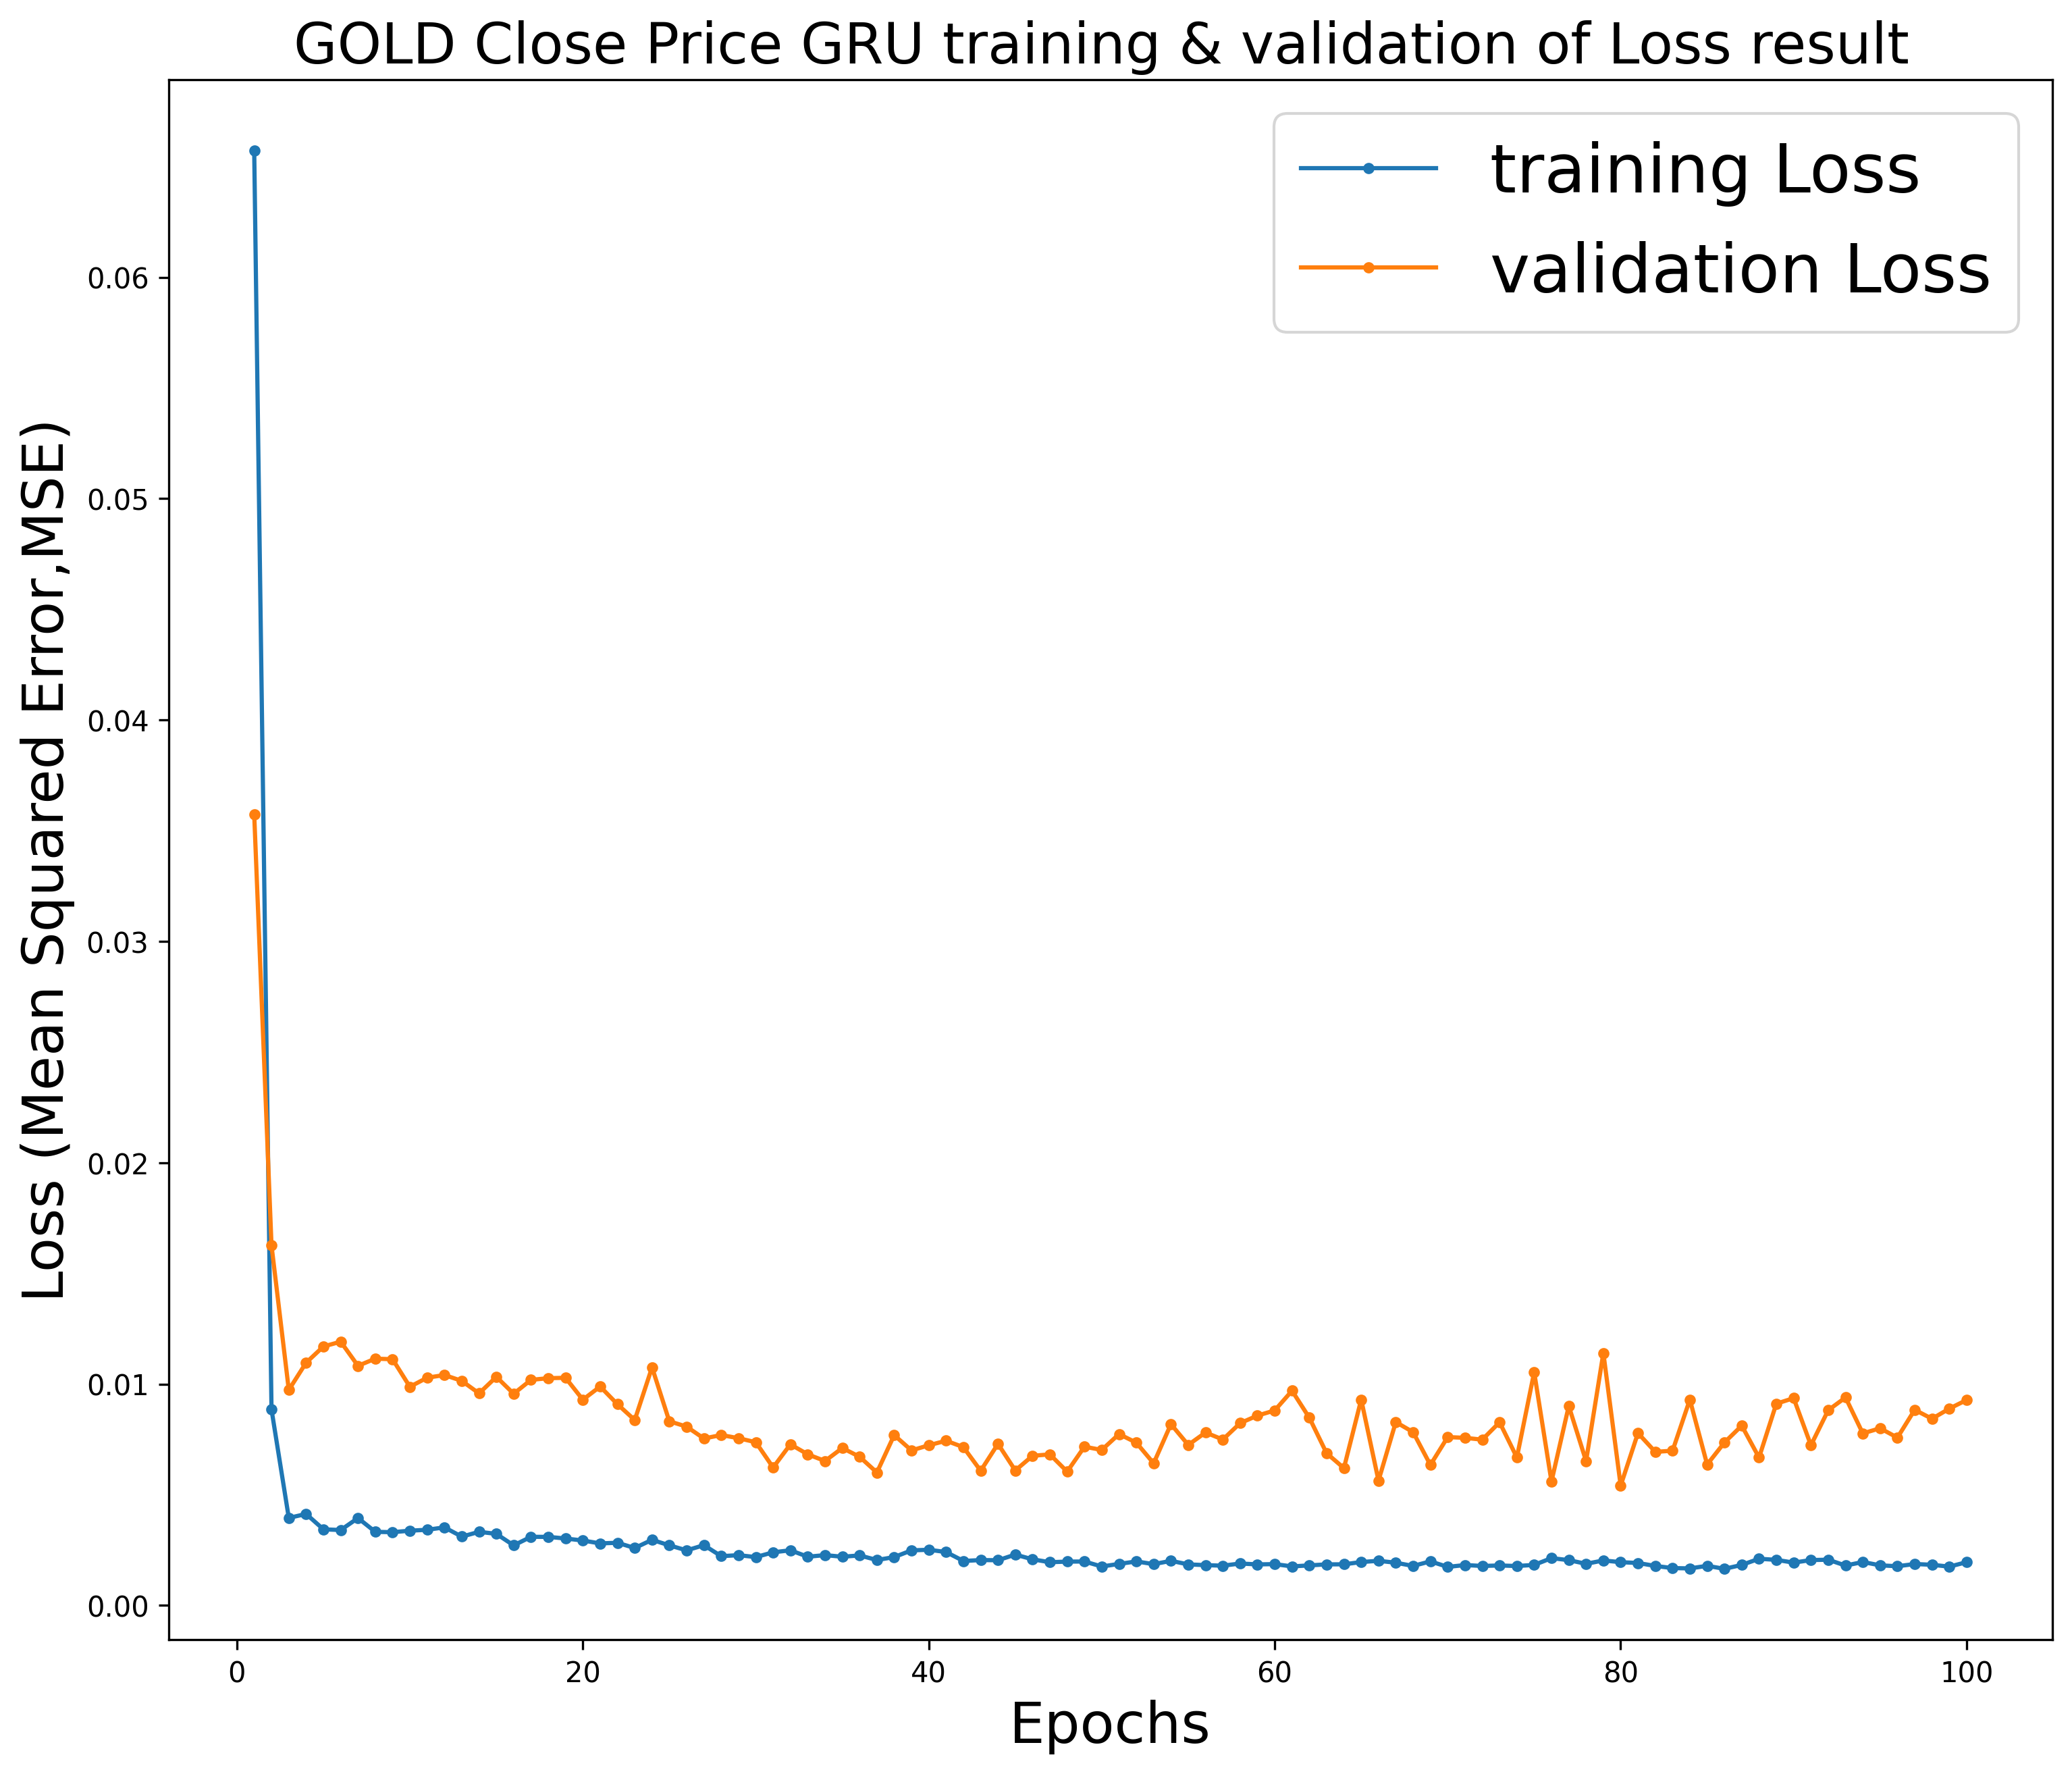 GOLD Close Price GRU training & validation of Loss result
training Loss
validation Loss
Loss (Mean Squared Error,MSE)
0.06
0.05
0.04
0.03
0.02
0.01
0.00
0 20 40 60 80 100
Epochs